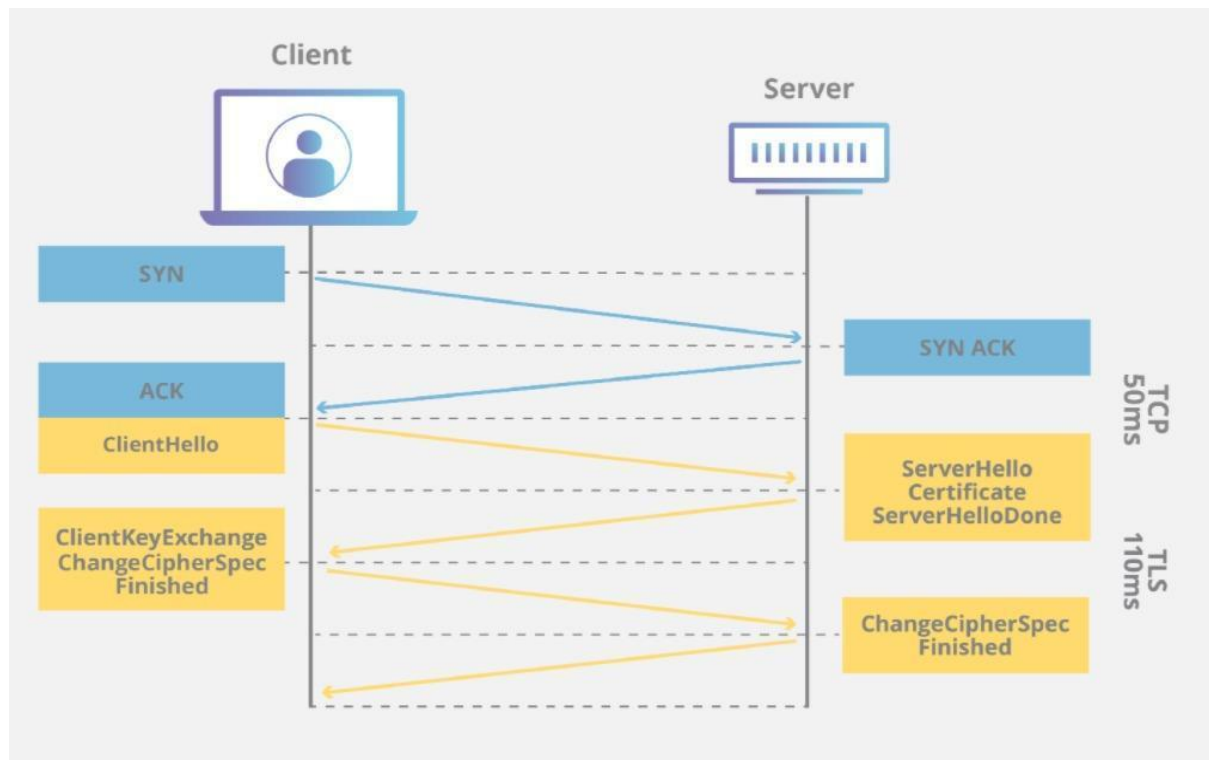 Client
Server
SYN
SYN ACK
ACK
ClientHello
TCP
50ms
ServerHello
Certificate
ServerHelloDone
ClientKeyExchange
ChangeCipherSpec
Finished
TLS
110ms
ChangeCipherSpec
Finished